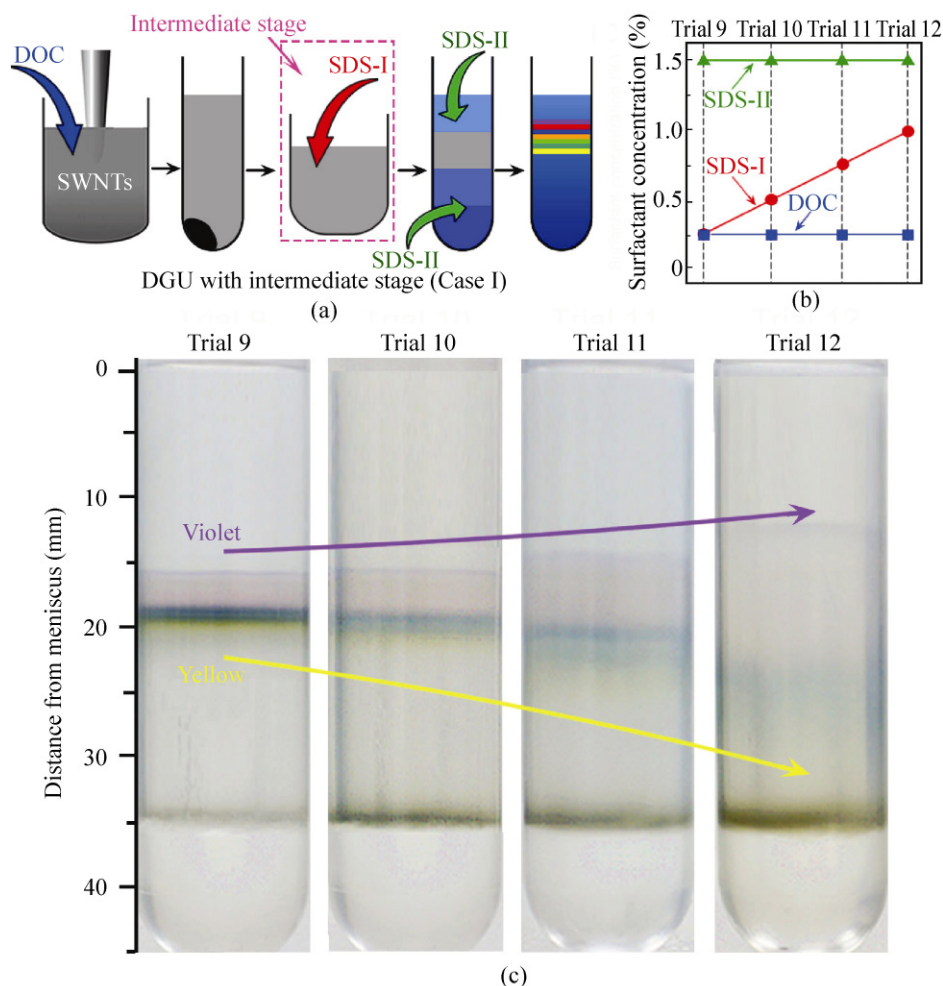 Intermediate stage
DOC
SDS-I
SDS-II
SWNTs
SDS-II
DGU with intermediate stage (Case I)
(a)
Trial 9 Trial 10 Trial 11 Trial 12
Surfactant concentration (%)
1.5
1.0
0.5
0
SDS-II
SDS-I
DOC
(b)
Trial 9 Trial 10 Trial 11 Trial 12
Distance from meniscus (mm)
0
10
20
30
40
Violet
Yellow
(c)